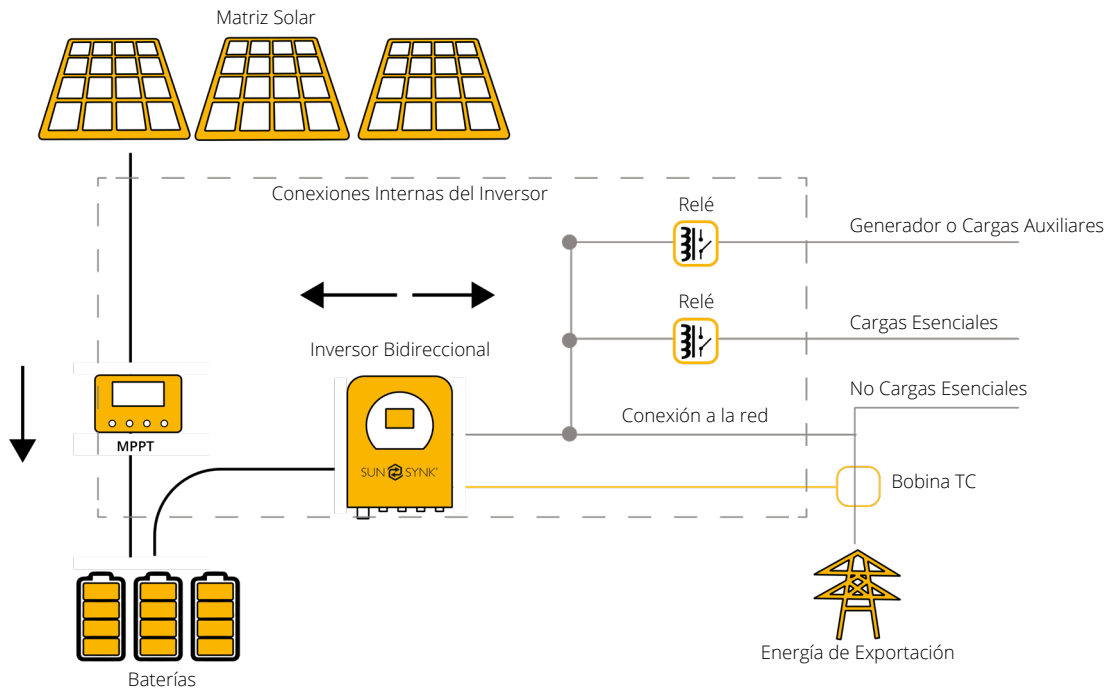 Matriz Solar
Conexiones Internas del Inversor
Relé
Generador o Cargas Auxiliares
Relé
Cargas Esenciales
Inversor Bidireccional
No Cargas Esenciales
Conexión a la red
MPPT
SUN SYNK
Bobina TC
Energía de Exportación
Baterías